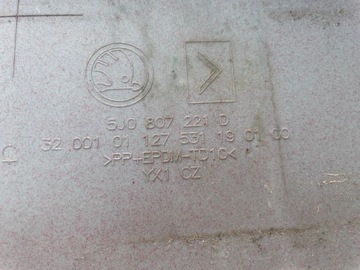 5J0 807 221 D
32 001 01 127 531 19 01 00
>PP+EPDM-TD10<
YX1 CZ